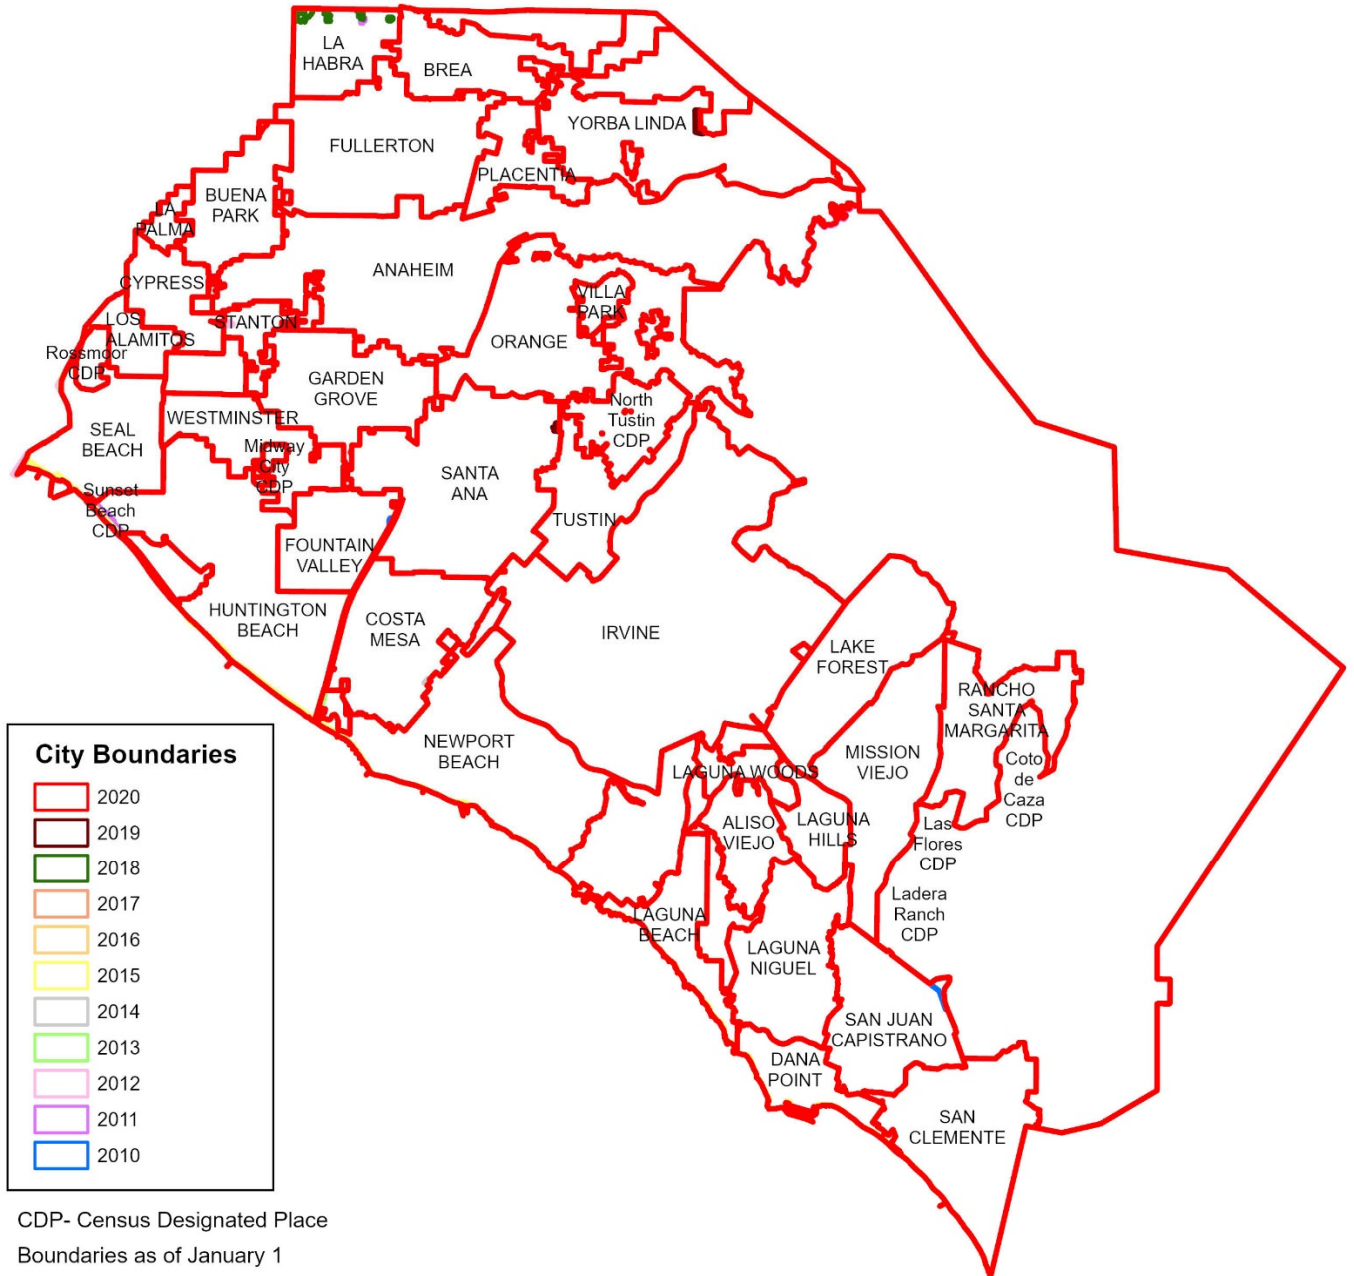 LA
HABRA
BREA
YORBA LINDA
FULLERTON
PLACENTIA
BUENA
PARK
LA
PALMA
ANAHEIM
CYPRESS
VILLA
PARK
STANTON
LOS
ALAMITOS
ORANGE
Rossmoor
CDP
GARDEN
GROVE
North
Tustin
CDP
WESTMINSTER
SEAL
BEACH
Midway
City
CDP
SANTA
ANA
Sunset
Beach
CDP
TUSTIN
FOUNTAIN
VALLEY
HUNTINGTON
BEACH
COSTA
MESA
IRVINE
LAKE
FOREST
RANCHO
SANTA
MARGARITA
NEWPORT
BEACH
MISSION
VIEJO
LAGUNA WOODS
Coto
de
Caza
CDP
ALISO
VIEJO
LAGUNA
HILLS
Las
Flores
CDP
Ladera
Ranch
CDP
LAGUNA
BEACH
LAGUNA
NIGUEL
SAN JUAN
CAPISTRANO
DANA
POINT
SAN
CLEMENTE
City Boundaries
2020
2019
2018
2017
2016
2015
2014
2013
2012
2011
2010
CDP- Census Designated Place
Boundaries as of January 1